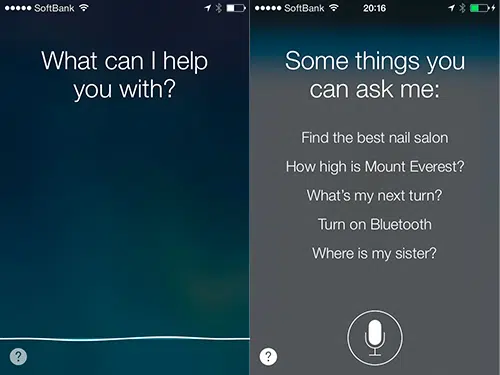 SoftBank
What can I help
you with?
?
SoftBank 20:16
Some things you
can ask me:
Find the best nail salon
How high is Mount Everest?
What's my next turn?
Turn on Bluetooth
Where is my sister?
?